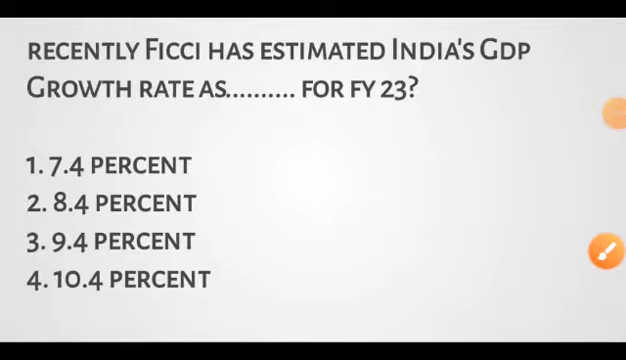 RECENTLY FICCI HAS ESTIMATED INDIA'S GDP
GROWTH RATE AS.......... FOR FY 23?
1. 7.4 PERCENT
2. 8.4 PERCENT
3. 9.4 PERCENT
4. 10.4 PERCENT